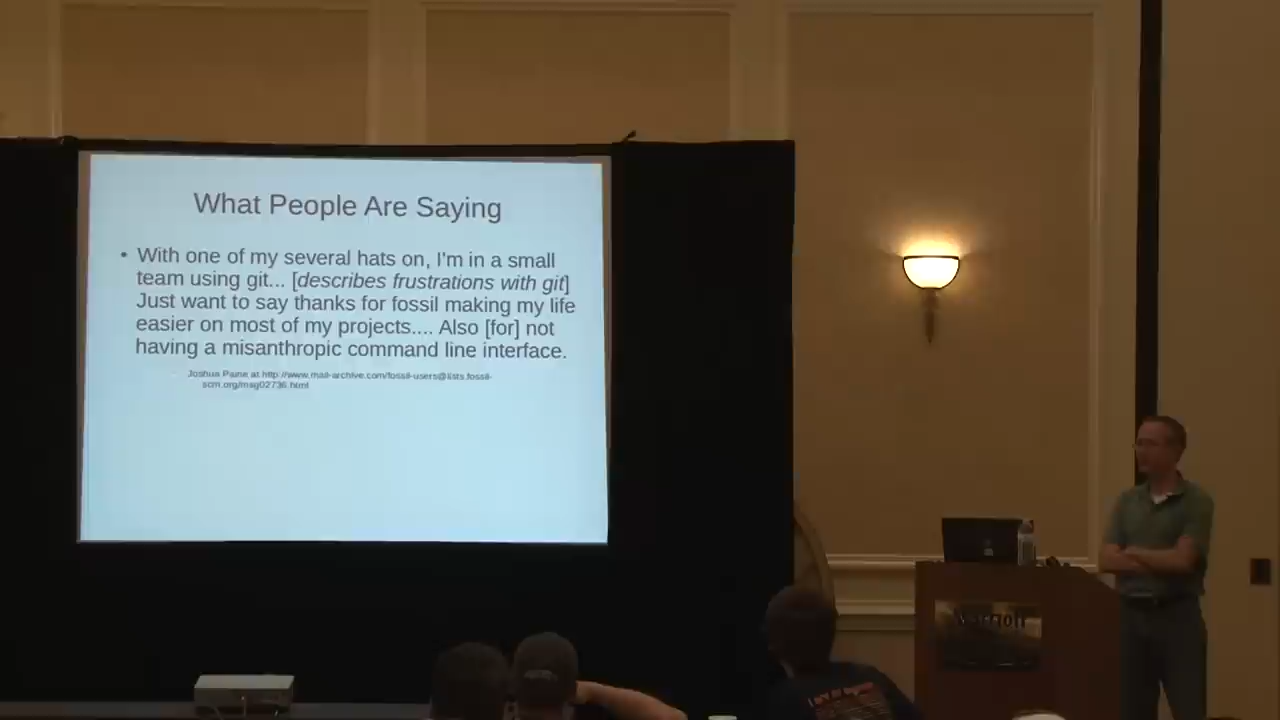 What People Are Saying
• With one of my several hats on, I'm in a small
team using git... [describes frustrations with git]
Just want to say thanks for fossil making my life
easier on most of my projects.... Also [for] not
having a misanthropic command line interface.
Joshua Paine at http://www.mail-archive.com/fossil-users@lists.fossil-
scm.org/msg02736.html
Marriott